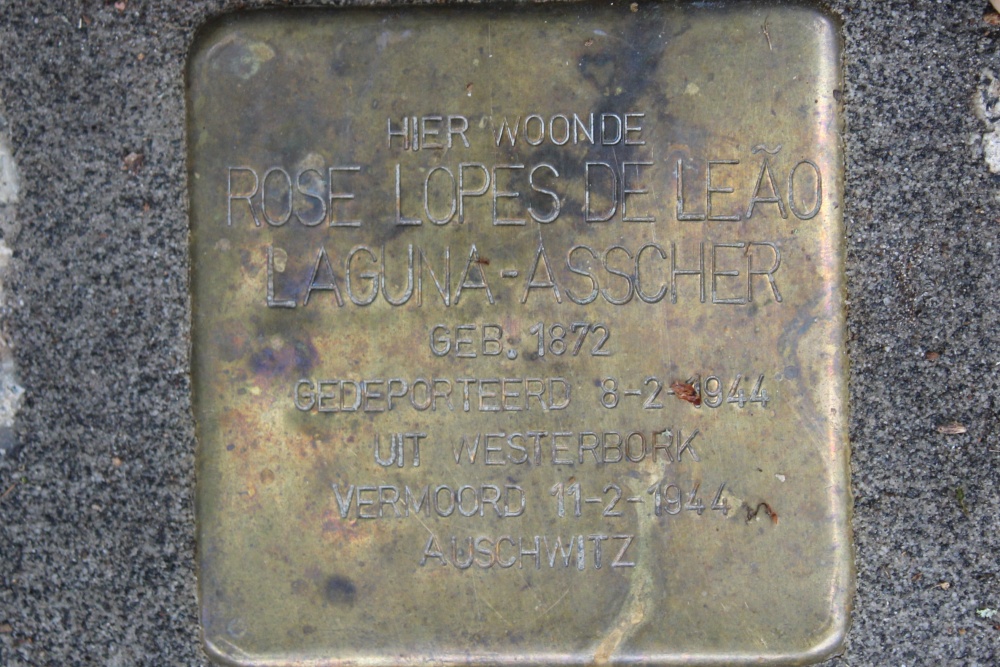 HIER WOONDE
ROSE LOPES DE LEÃO
LAGUNA-ASSCHER
GEB. 1872
GEDEPORTEERD 8-2-1944
UIT WESTERBORK
VERMOORD 11-2-1944
AUSCHWITZ